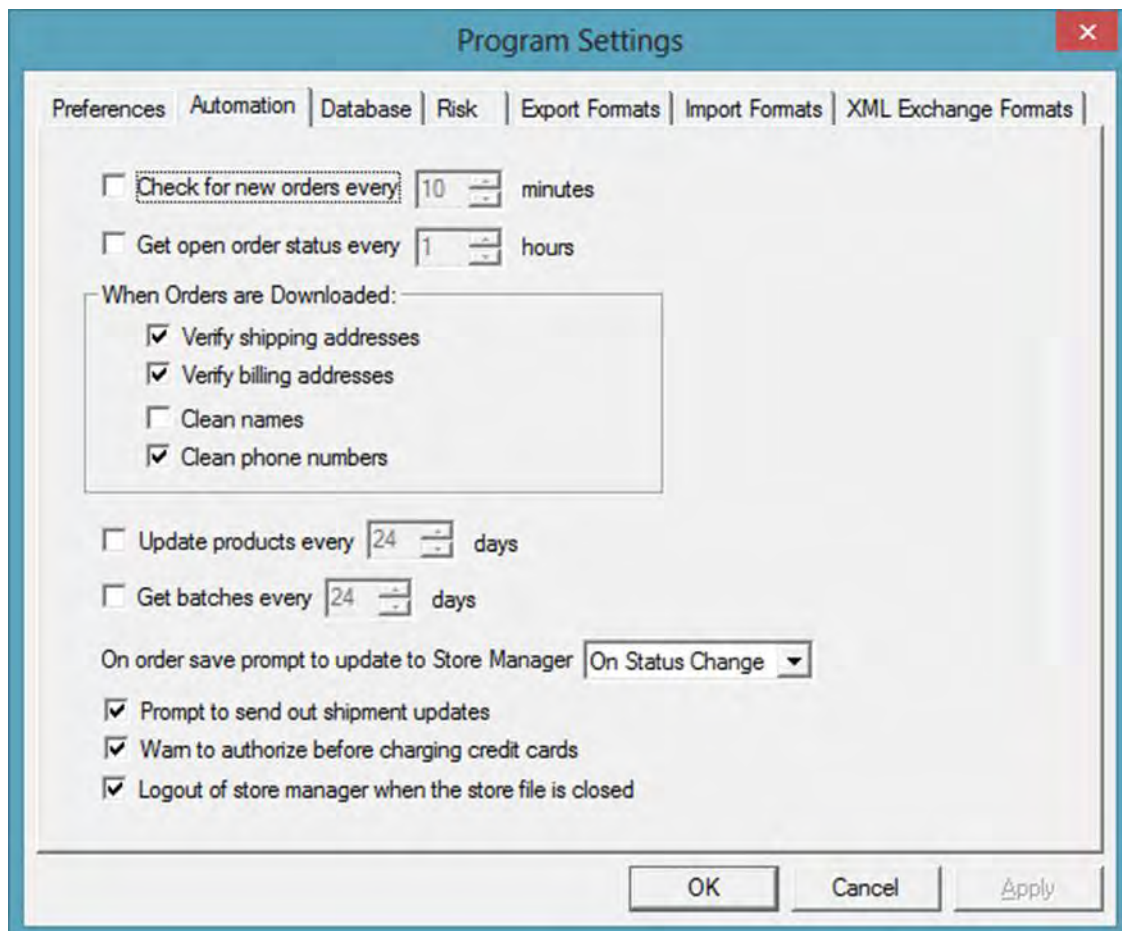 Program Settings
Preferences Automation Database Risk Export Formats Import Formats XML Exchange Formats
Check for new orders every 10 minutes
Get open order status every 1 hours
When Orders are Downloaded:
Verify shipping addresses
Verify billing addresses
Clean names
Clean phone numbers
Update products every 24 days
Get batches every 24 days
On order save prompt to update to Store Manager On Status Change
Prompt to send out shipment updates
Warn to authorize before charging credit cards
Logout of store manager when the store file is closed
OK Cancel Apply